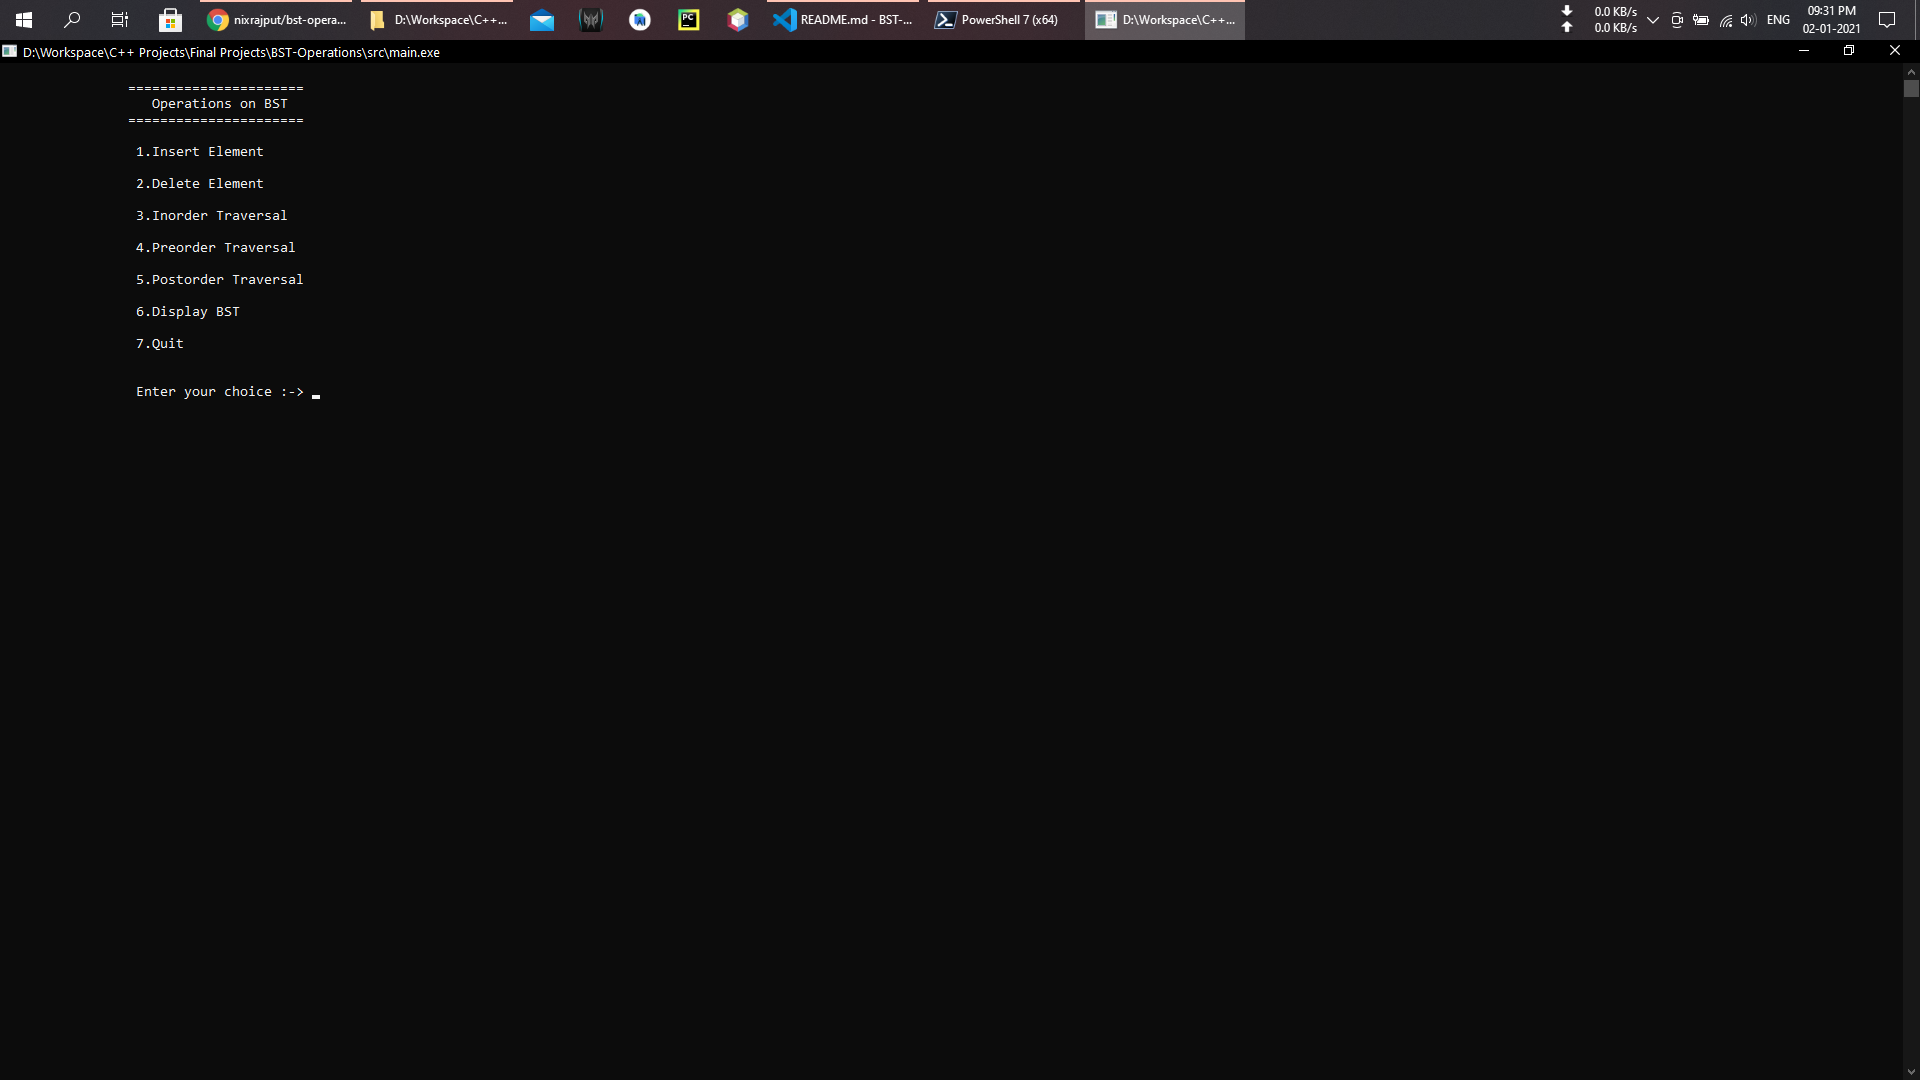 nixrajput/bst-opera...
D:\Workspace\C++...
PC
README.md - BST-...
PowerShell 7 (x64)
D:\Workspace\C++...
0.0 KB/s
0.0 KB/s
ENG
09:31 PM
02-01-2021
D:\Workspace\C++ Projects\Final Projects\BST-Operations\src\main.exe
======================
Operations on BST
======================
1.Insert Element
2.Delete Element
3.Inorder Traversal
4.Preorder Traversal
5.Postorder Traversal
6.Display BST
7.Quit
Enter your choice :->